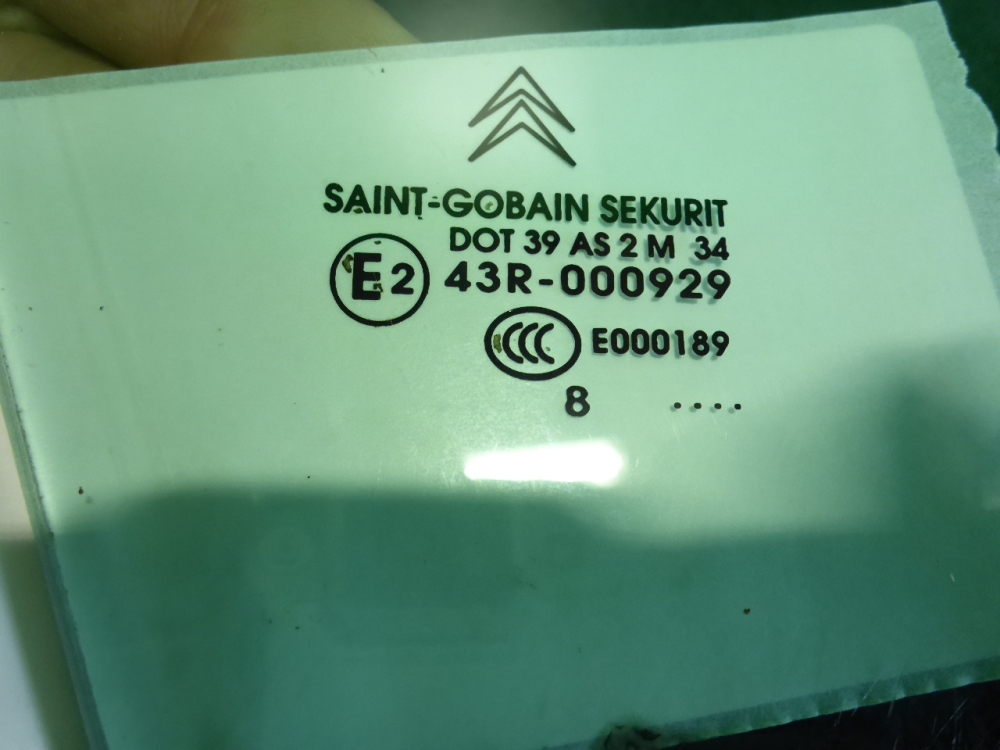 SAINT-GOBAIN SEKURIT
DOT 39 AS 2 M 34
E2 43R-000929
CCC E000189
8 ....